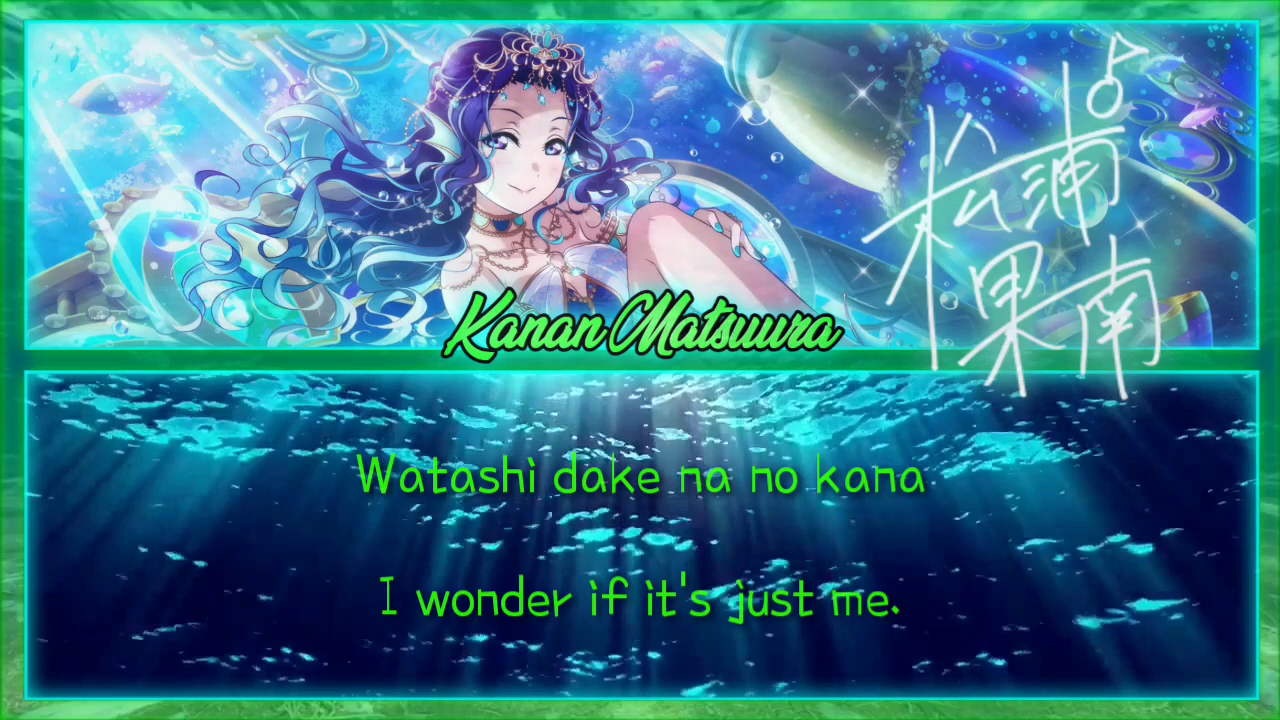 松浦
果南
Kanan Matsuura
Watashi dake na no kana
I wonder if it's just me.